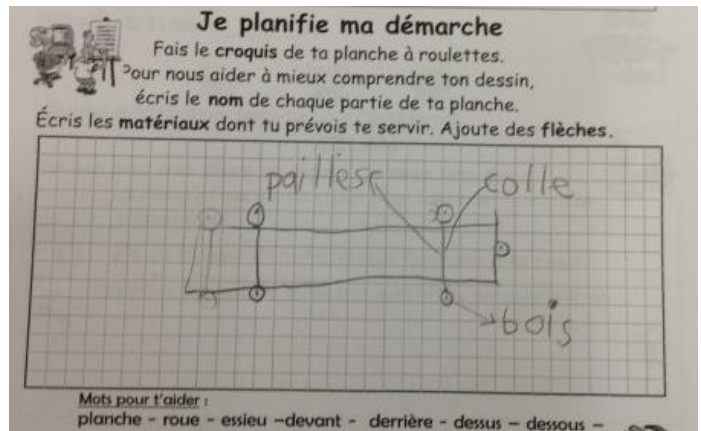 Je planifie ma démarche
Fais le croquis de ta planche à roulettes.
Pour nous aider à mieux comprendre ton dessin,
écris le nom de chaque partie de ta planche.
Écris les matériaux dont tu prévois te servir. Ajoute des flèches.
pailles colle
bois
Mots pour t'aider :
planche - roue - essieu -devant - derrière - dessus - dessous -